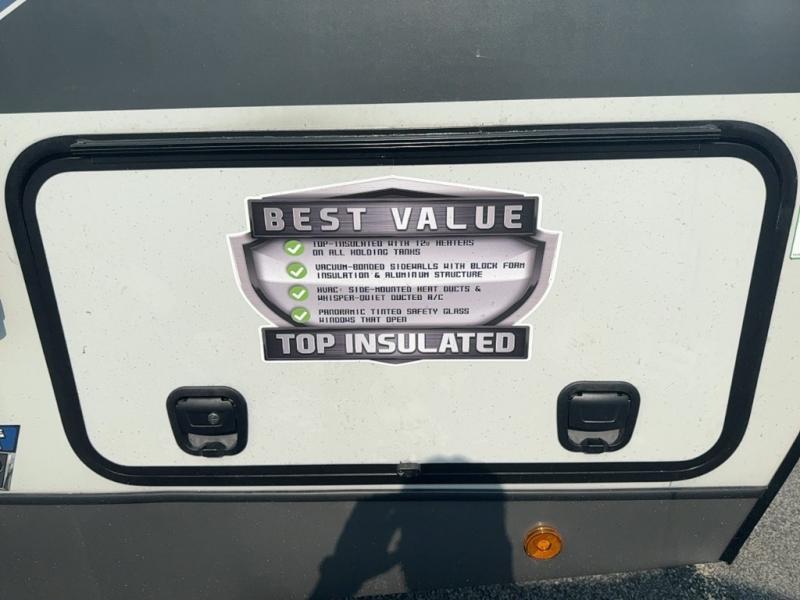 BEST VALUE
TOP-INSULATED WITH 12v HEATERS
ON ALL HOLDING TANKS
VACUUM-BONDED SIDEWALLS WITH BLOCK FOAM
INSULATION & ALUMINUM STRUCTURE
HVAC: SIDE-MOUNTED HEAT DUCTS &
WHISPER-QUIET DUCTED A/C
PANORAMIC TINTED SAFETY GLASS
WINDOWS THAT OPEN
TOP INSULATED